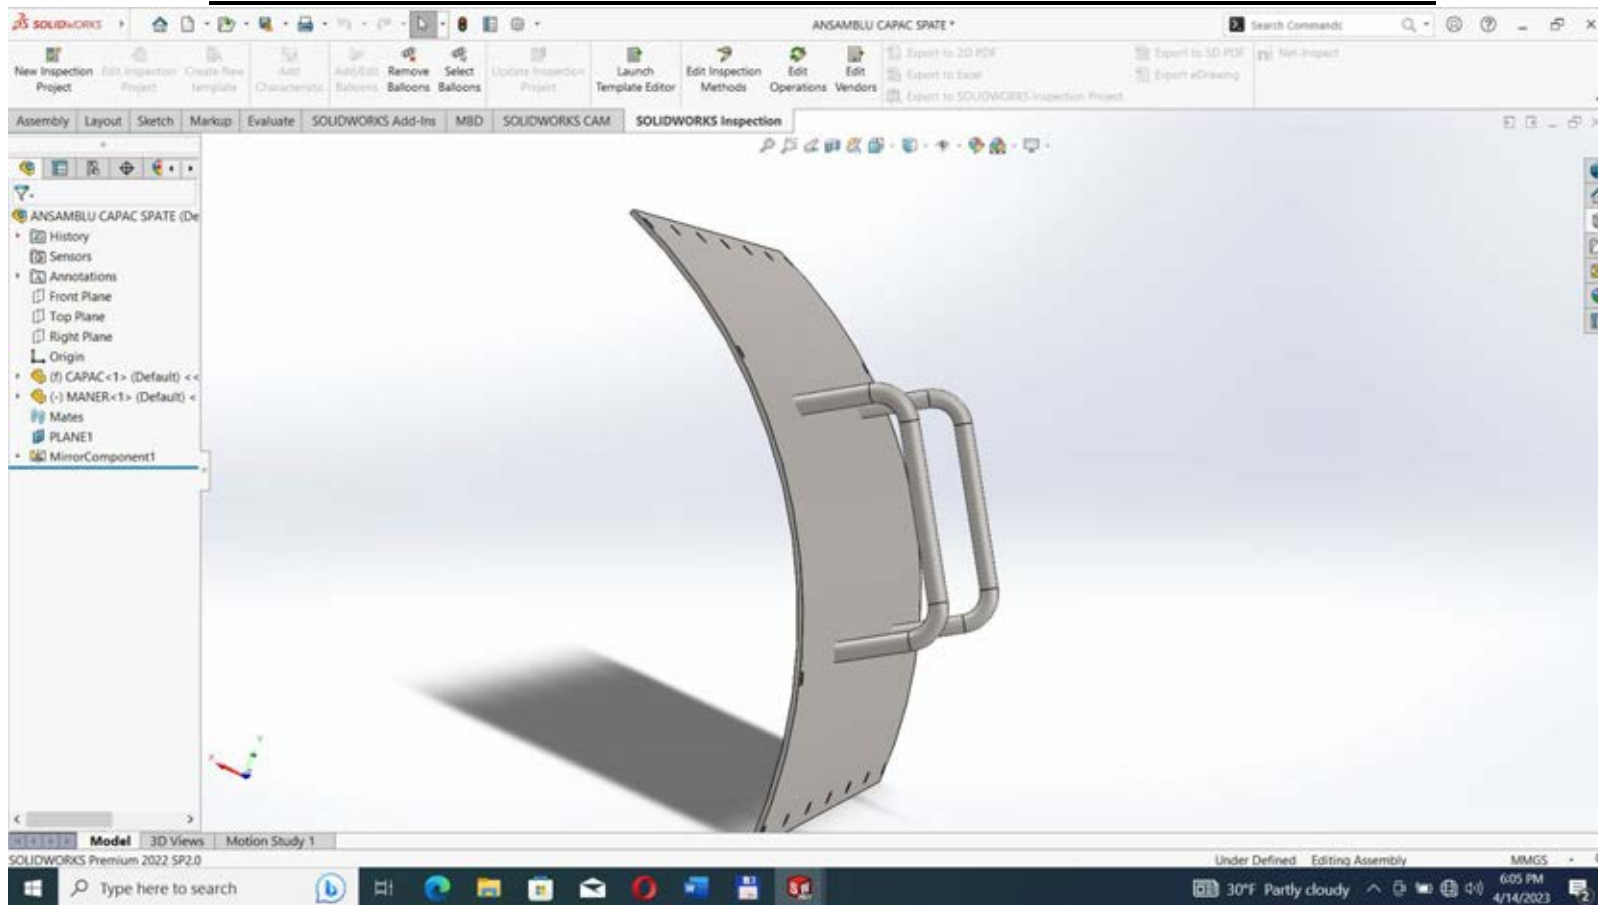 SOLIDWORKS
ANSAMBLU CAPAC SPATE *
Search Commands
New Inspection Project
Edit Inspection Project
Create New template
Add Characteristic
Add/Edit Balloons
Remove Balloons
Select Balloons
Update Inspection Project
Launch Template Editor
Edit Inspection Methods
Edit Operations
Edit Vendors
Export to 2D PDF
Export to Excel
Export to SOLIDWORKS Inspection Project
Export to 3D PDF
Export eDrawing
Net-Inspect
Assembly Layout Sketch Markup Evaluate SOLIDWORKS Add-Ins MBD SOLIDWORKS CAM SOLIDWORKS Inspection
ANSAMBLU CAPAC SPATE (De
History
Sensors
Annotations
Front Plane
Top Plane
Right Plane
Origin
(f) CAPAC<1> (Default) <<
(-) MANER<1> (Default) <
Mates
PLANE1
MirrorComponent1
Model 3D Views Motion Study 1
SOLIDWORKS Premium 2022 SP2.0
Under Defined Editing Assembly MMGS
Type here to search
30°F Partly cloudy
6:05 PM
4/14/2023